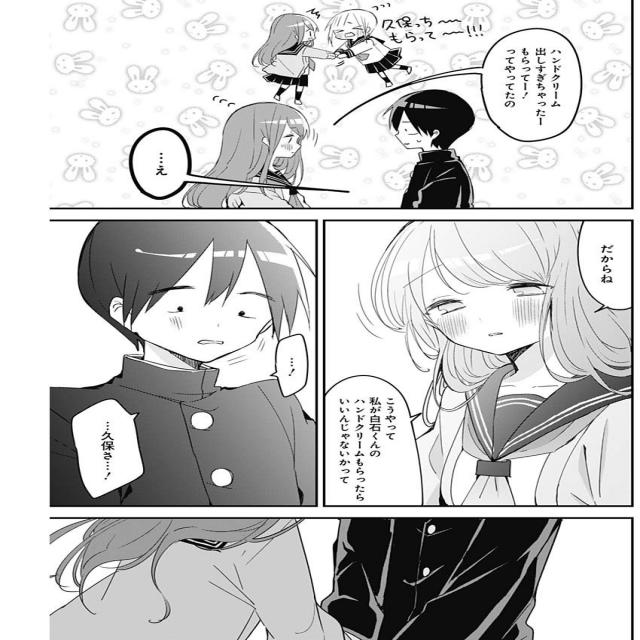 久保っち〜〜
もらって〜!!!
ハンドクリーム
出しすぎちゃったー
もらってー!
ってやってたの
…え
だからね
こうやって
私が白石くんの
ハンドクリームもらったら
いいんじゃないかって
…!
…久保さ…!